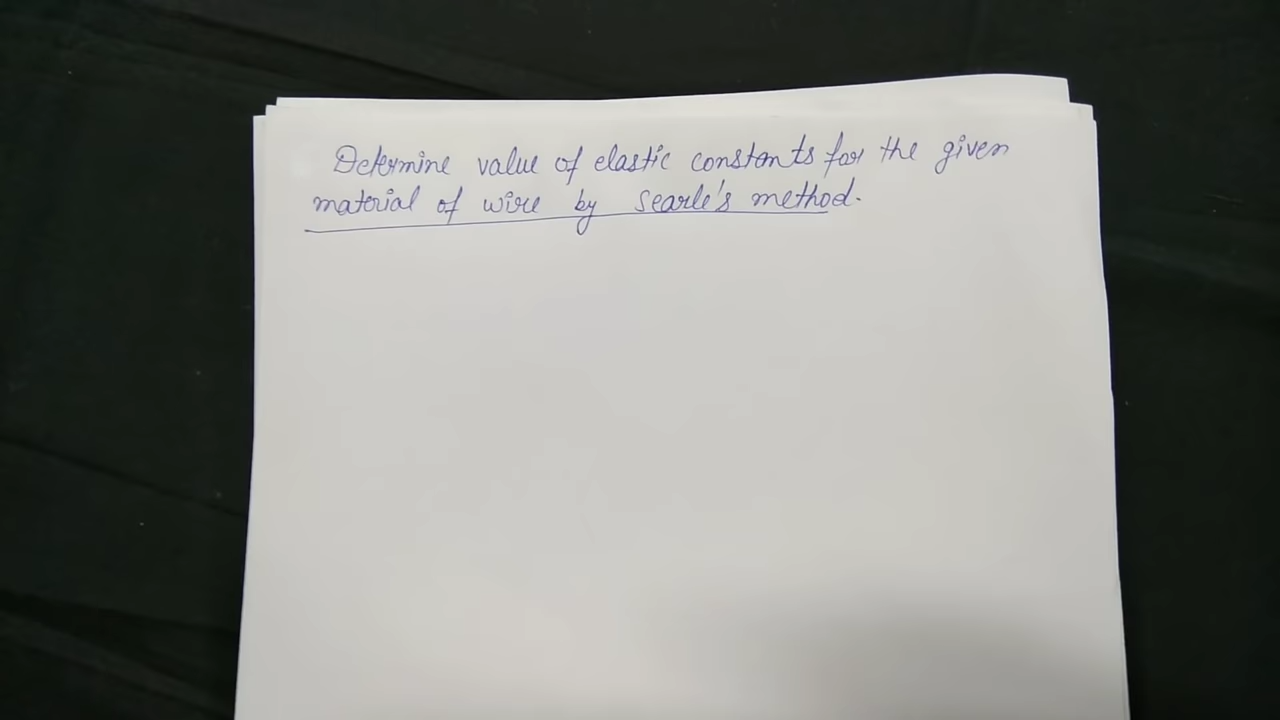 Determine value of elastic constants for the given
material of wire by Searle's method.